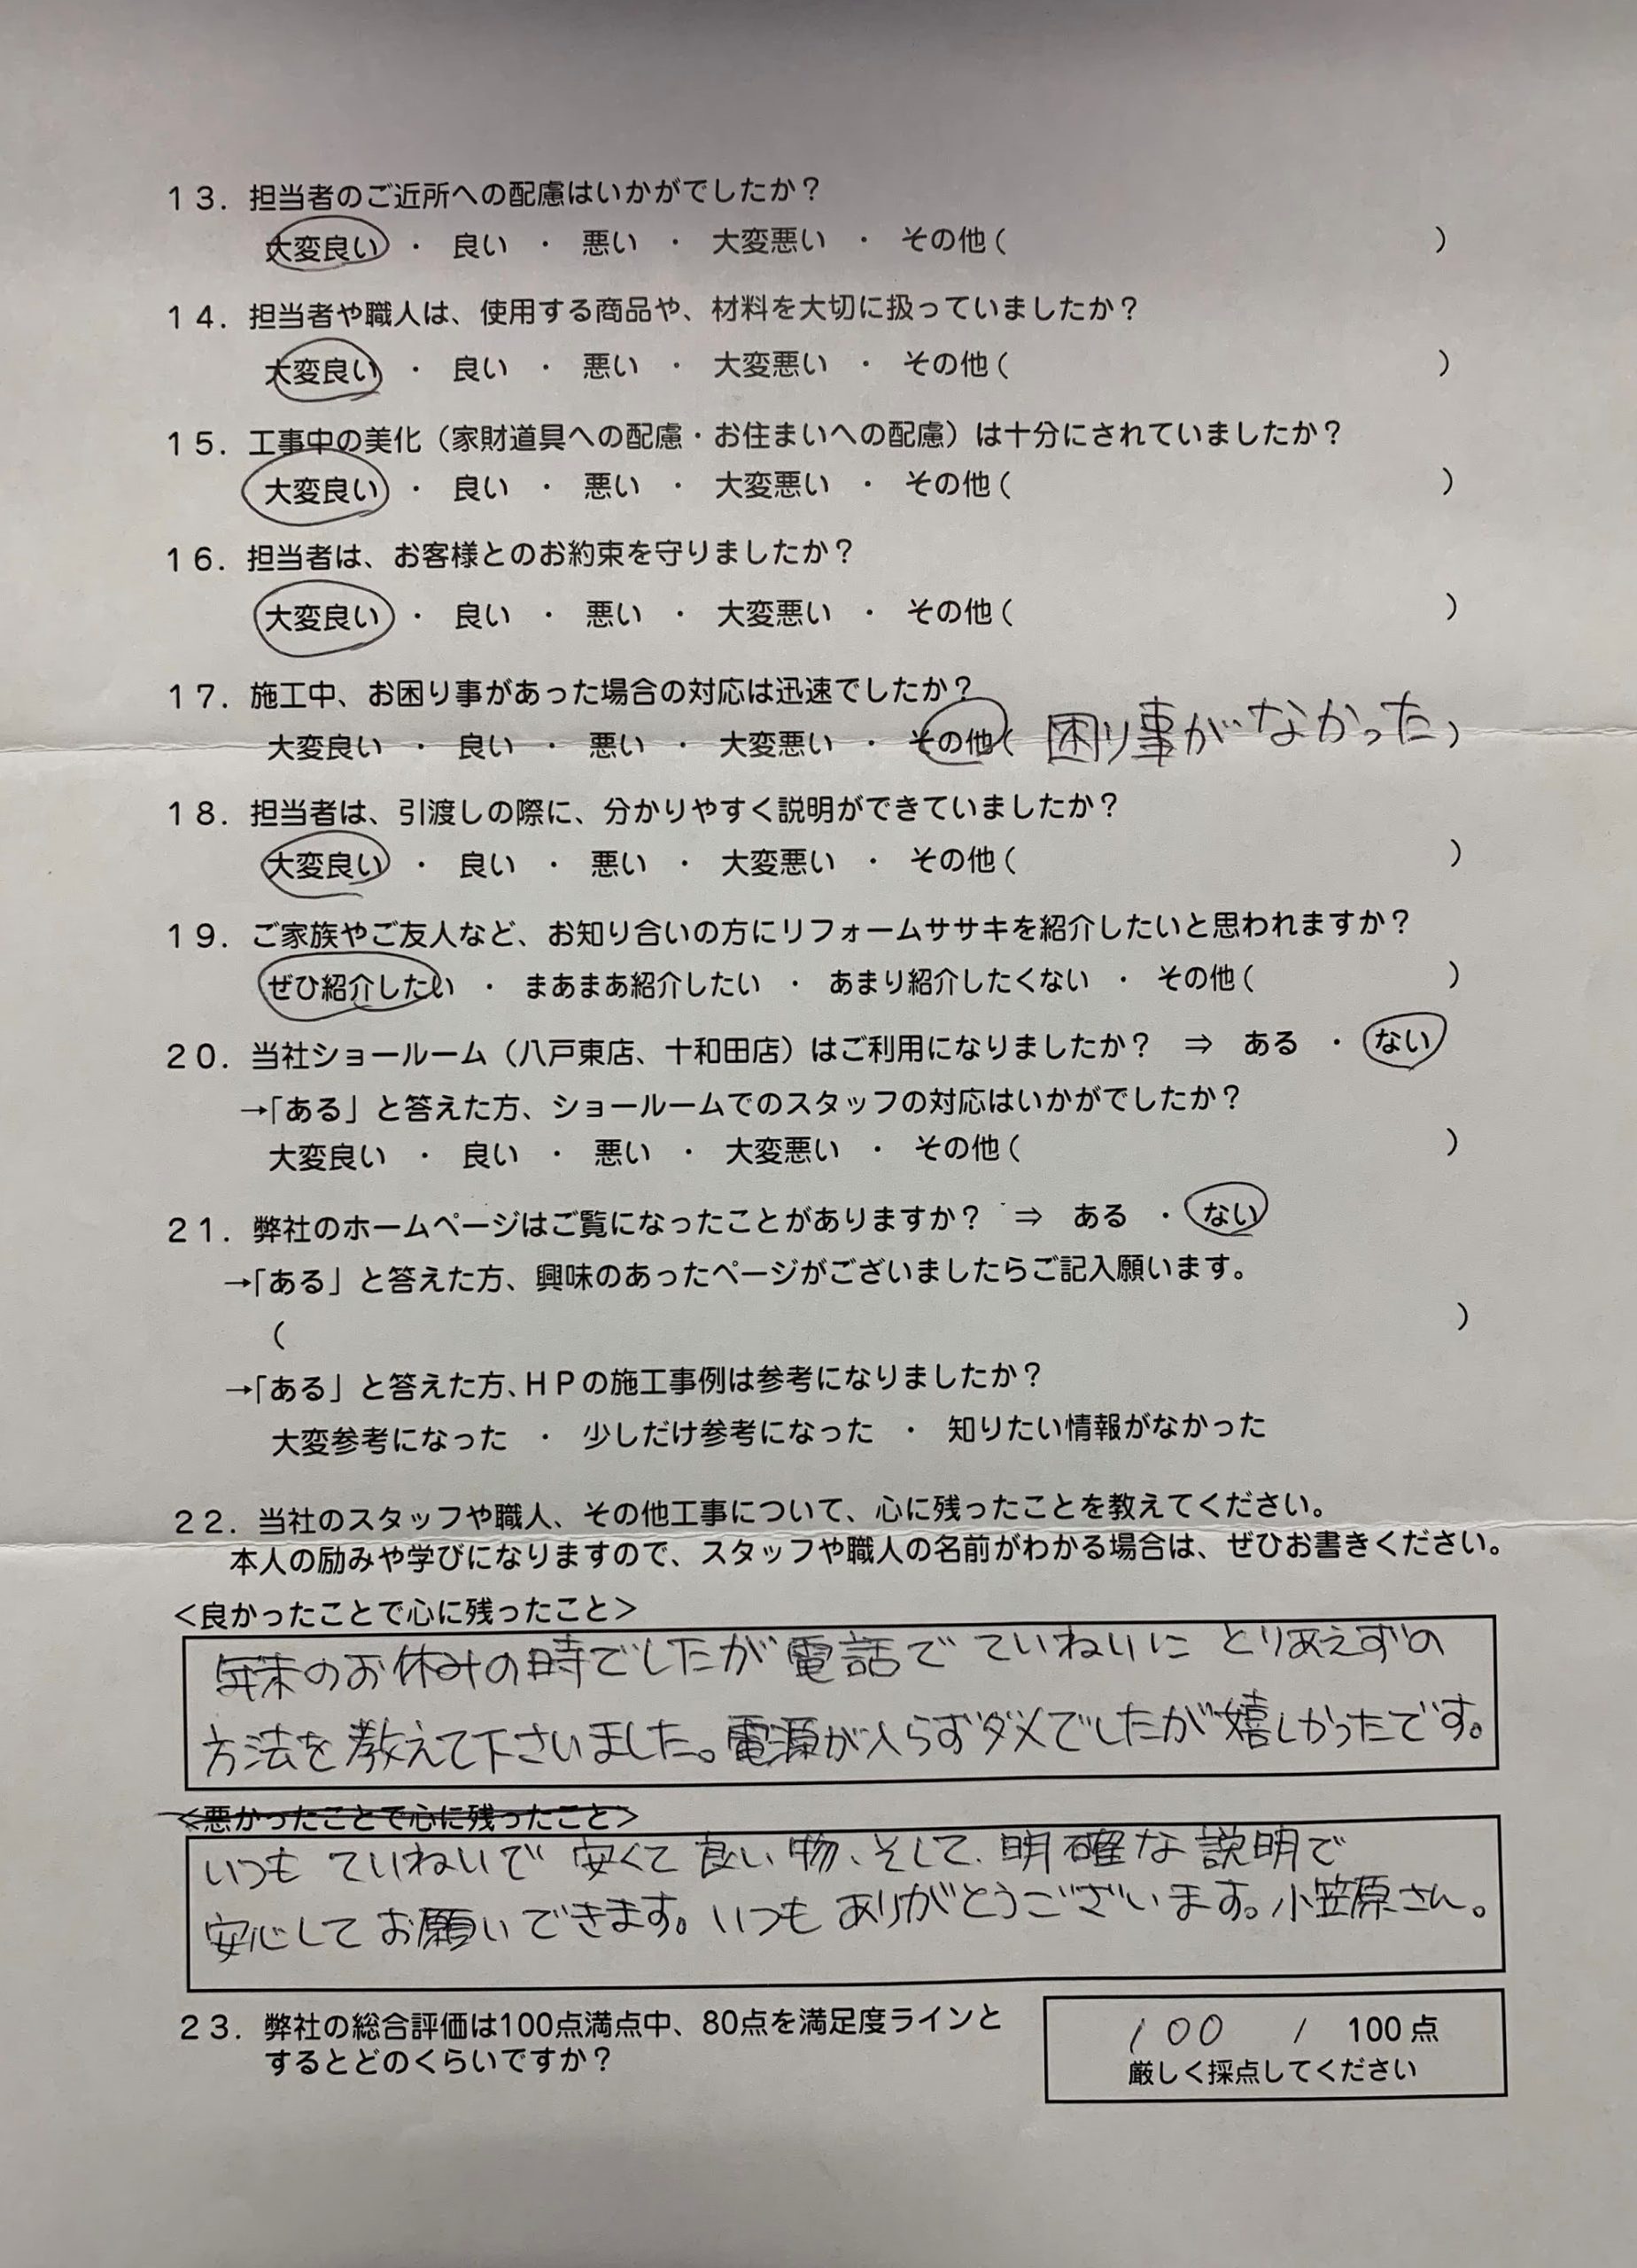 13. 担当者のご近所への配慮はいかがでしたか？
大変良い ・ 良い ・ 悪い ・ 大変悪い ・ その他（ ）
14. 担当者や職人は、使用する商品や、材料を大切に扱っていましたか？
大変良い ・ 良い ・ 悪い ・ 大変悪い ・ その他（ ）
15. 工事中の美化（家財道具への配慮・お住まいへの配慮）は十分にされていましたか？
大変良い ・ 良い ・ 悪い ・ 大変悪い ・ その他（ ）
16. 担当者は、お客様とのお約束を守りましたか？
大変良い ・ 良い ・ 悪い ・ 大変悪い ・ その他（ ）
17. 施工中、お困り事があった場合の対応は迅速でしたか？
大変良い ・ 良い ・ 悪い ・ 大変悪い ・ その他（ 困り事がなかった ）
18. 担当者は、引渡しの際に、分かりやすく説明ができていましたか？
大変良い ・ 良い ・ 悪い ・ 大変悪い ・ その他（ ）
19. ご家族やご友人など、お知り合いの方にリフォームササキを紹介したいと思われますか？
ぜひ紹介したい ・ まあまあ紹介したい ・ あまり紹介したくない ・ その他（ ）
20. 当社ショールーム（八戸東店、十和田店）はご利用になりましたか？ ⇒ ある ・ ない
→「ある」と答えた方、ショールームでのスタッフの対応はいかがでしたか？
大変良い ・ 良い ・ 悪い ・ 大変悪い ・ その他（ ）
21. 弊社のホームページはご覧になったことがありますか？ ⇒ ある ・ ない
→「ある」と答えた方、興味のあったページがございましたらご記入願います。
（ ）
→「ある」と答えた方、ＨＰの施工事例は参考になりましたか？
大変参考になった ・ 少しだけ参考になった ・ 知りたい情報がなかった
22. 当社のスタッフや職人、その他工事について、心に残ったことを教えてください。
本人の励みや学びになりますので、スタッフや職人の名前がわかる場合は、ぜひお書きください。
＜良かったことで心に残ったこと＞
年末のお休みの時でしたが電話でていねいにとりあえずの
方法を教えて下さいました。電源が入らずダメでしたが嬉しかったです。
＜悪かったことで心に残ったこと＞
いつもていねいで安くて良い物、そして、明確な説明で
安心してお願いできます。いつもありがとうございます。小笠原さん。
23. 弊社の総合評価は100点満点中、80点を満足度ラインと
するとどのくらいですか？
100 / 100点
厳しく採点してください